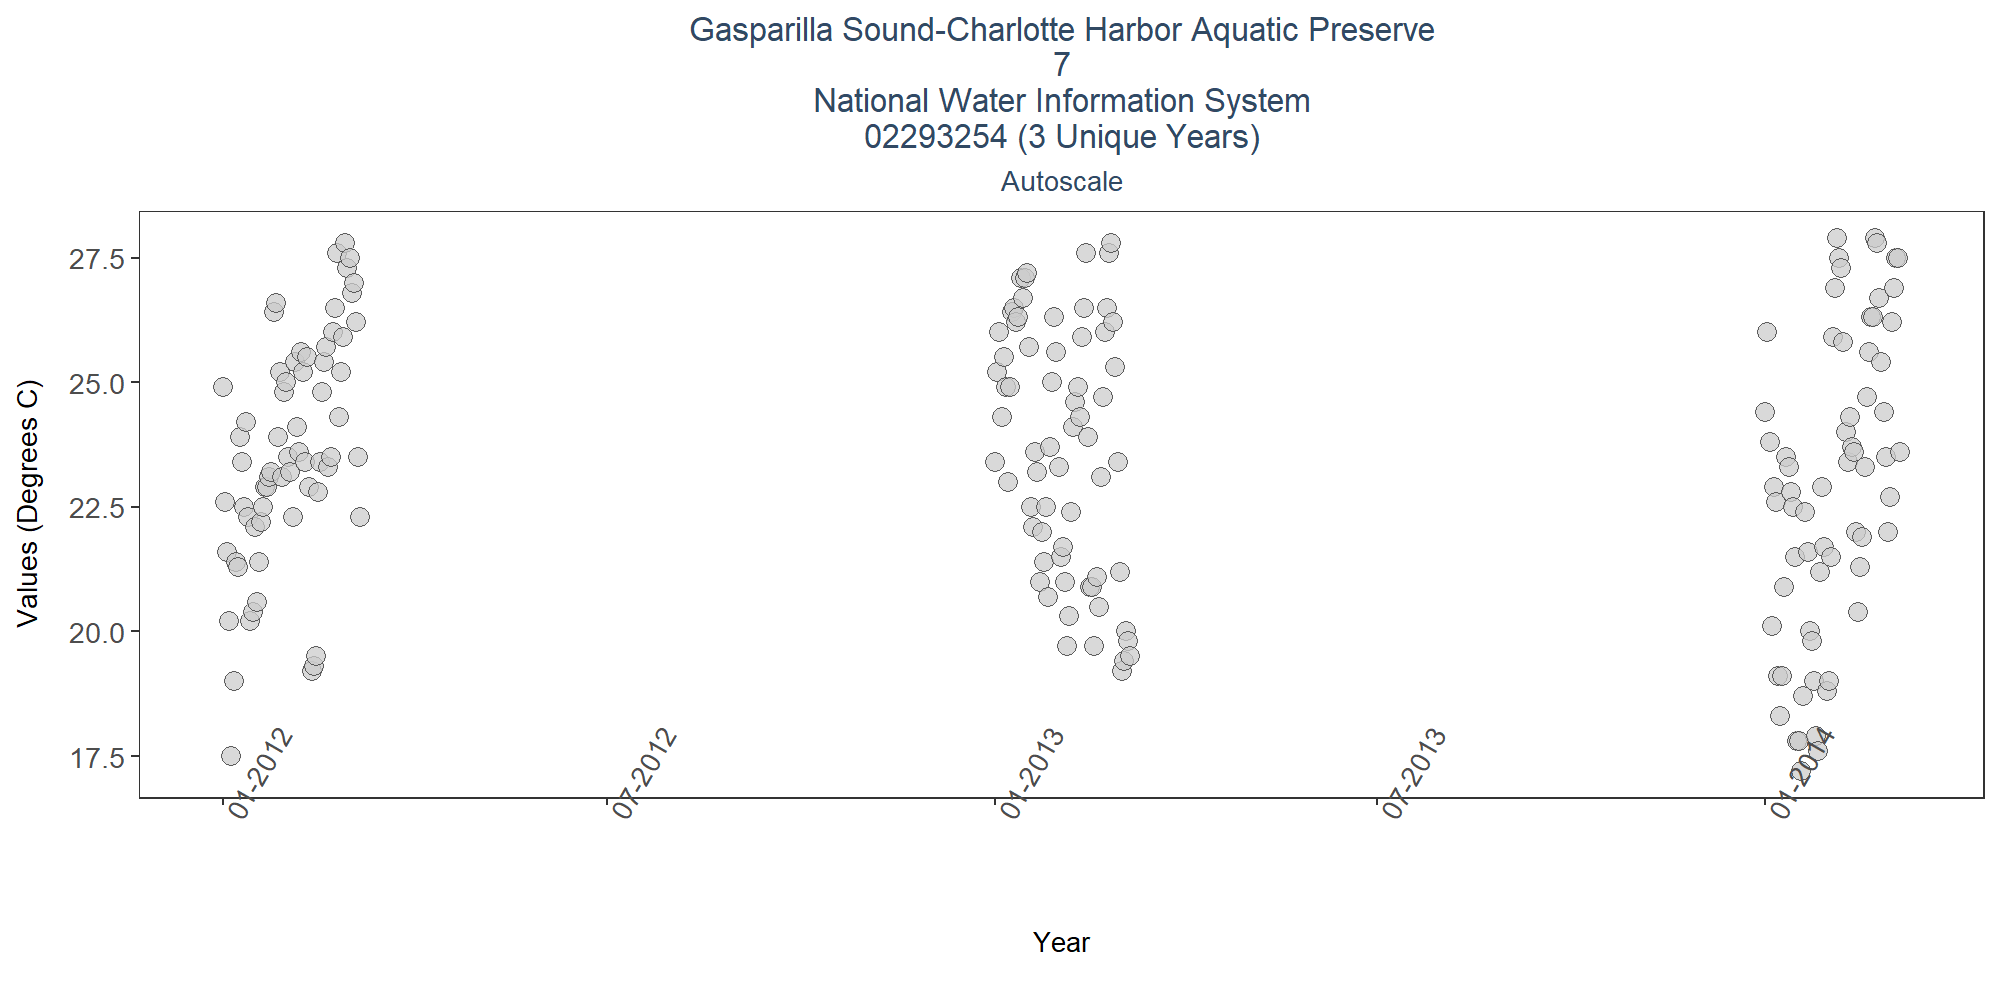 Gasparilla Sound-Charlotte Harbor Aquatic Preserve
7
National Water Information System
02293254 (3 Unique Years)
Autoscale
Values (Degrees C)
27.5
25.0
22.5
20.0
17.5
01-2012
07-2012
01-2013
07-2013
01-2014
Year